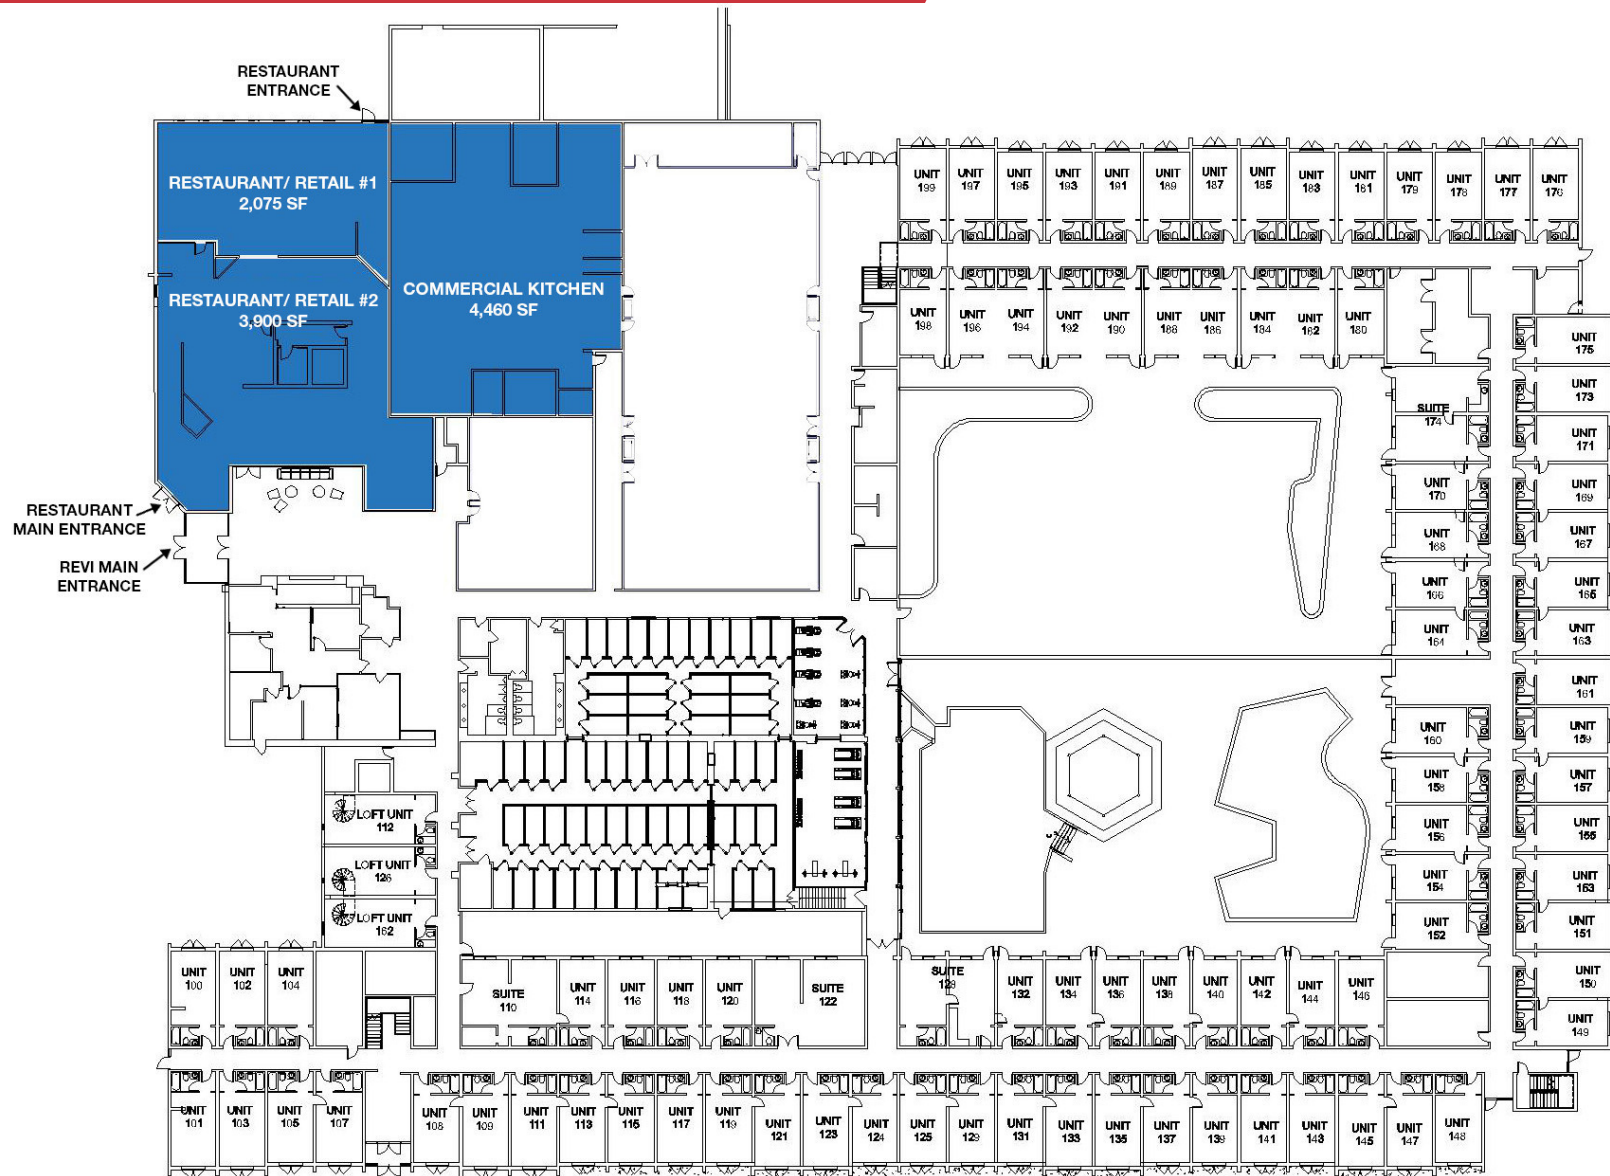 RESTAURANT
ENTRANCE
RESTAURANT/ RETAIL #1
2,075 SF
RESTAURANT/ RETAIL #2
3,900 SF
COMMERCIAL KITCHEN
4,460 SF
RESTAURANT
MAIN ENTRANCE
REVI MAIN
ENTRANCE
UNIT
199
UNIT
197
UNIT
195
UNIT
193
UNIT
191
UNIT
189
UNIT
187
UNIT
185
UNIT
183
UNIT
181
UNIT
179
UNIT
178
UNIT
177
UNIT
176
UNIT
198
UNIT
196
UNIT
194
UNIT
192
UNIT
190
UNIT
188
UNIT
186
UNIT
184
UNIT
182
UNIT
180
UNIT
175
UNIT
173
SUITE
174
UNIT
171
UNIT
170
UNIT
169
UNIT
168
UNIT
167
UNIT
166
UNIT
165
UNIT
164
UNIT
163
UNIT
161
UNIT
160
UNIT
159
UNIT
158
UNIT
157
UNIT
156
UNIT
155
UNIT
154
UNIT
153
UNIT
152
UNIT
151
UNIT
150
UNIT
149
LOFT UNIT
112
LOFT UNIT
126
LOFT UNIT
162
UNIT
100
UNIT
102
UNIT
104
SUITE
110
UNIT
114
UNIT
116
UNIT
118
UNIT
120
SUITE
122
SUITE
128
UNIT
132
UNIT
134
UNIT
136
UNIT
138
UNIT
140
UNIT
142
UNIT
144
UNIT
146
UNIT
101
UNIT
103
UNIT
105
UNIT
107
UNIT
108
UNIT
109
UNIT
111
UNIT
113
UNIT
115
UNIT
117
UNIT
119
UNIT
121
UNIT
123
UNIT
124
UNIT
125
UNIT
129
UNIT
131
UNIT
133
UNIT
135
UNIT
137
UNIT
139
UNIT
141
UNIT
143
UNIT
145
UNIT
147
UNIT
148